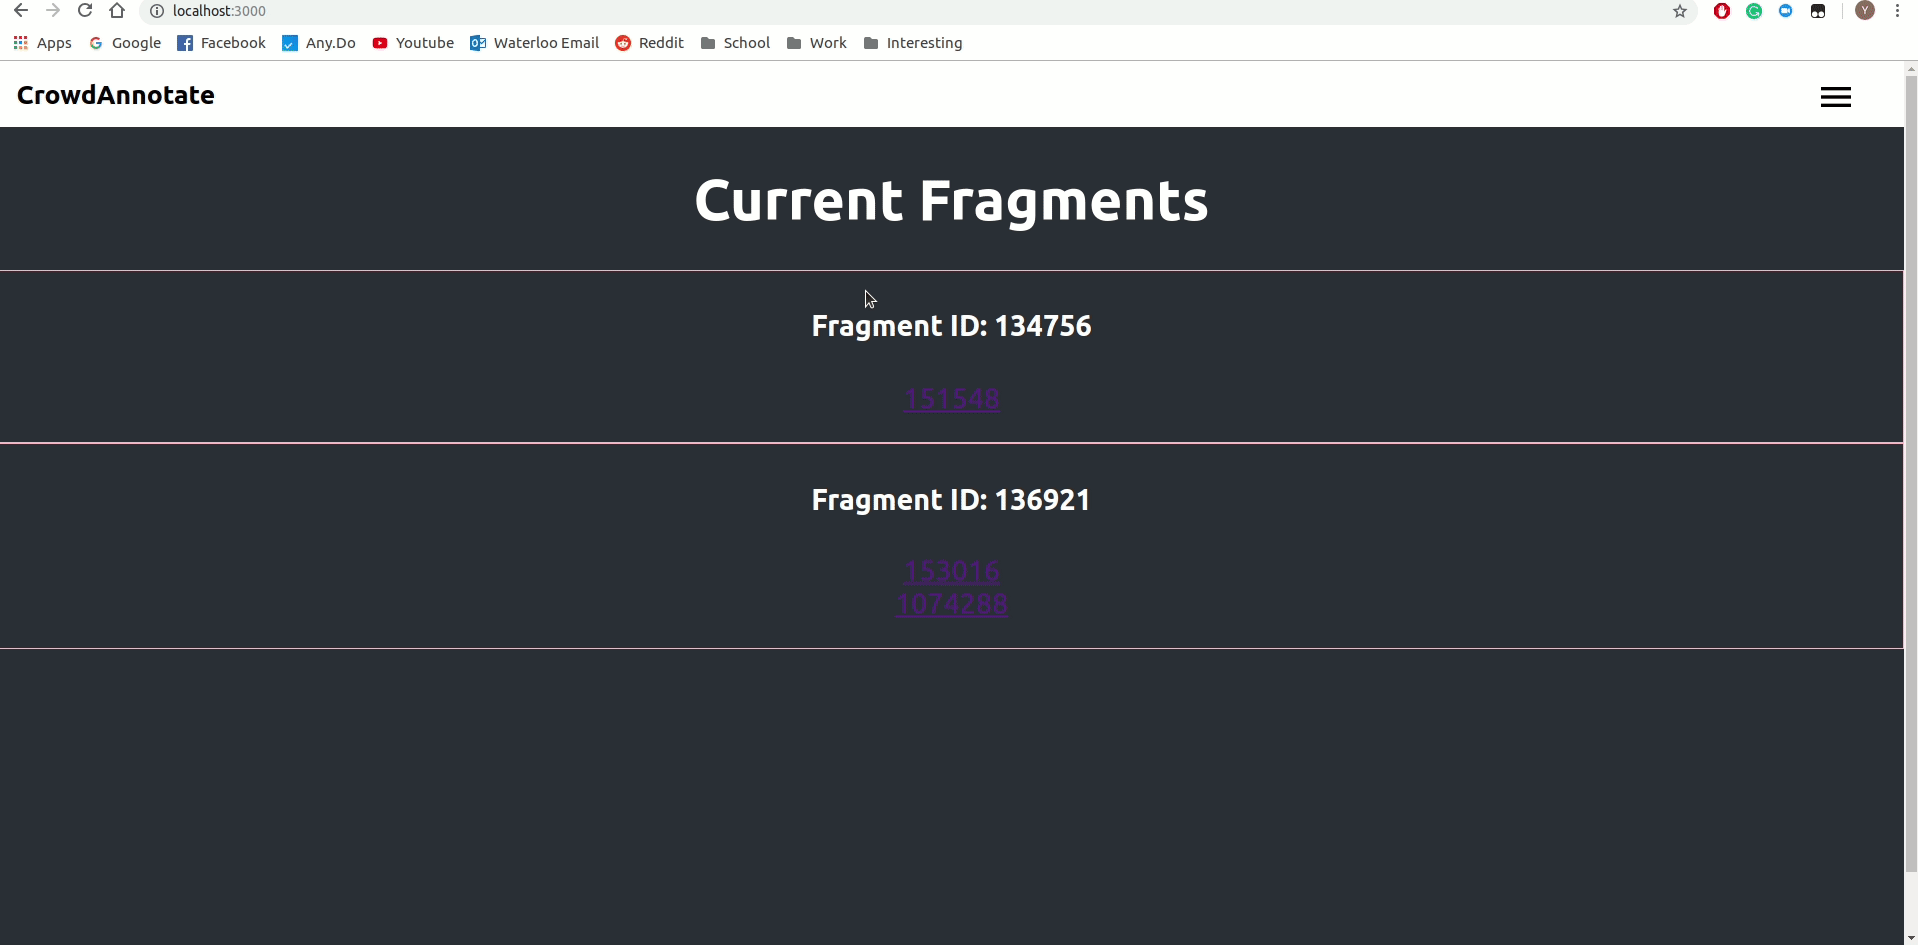 localhost:3000
Y
Apps Google Facebook Any.Do Youtube Waterloo Email Reddit School Work Interesting
CrowdAnnotate
Current Fragments
Fragment ID: 134756
151548
Fragment ID: 136921
153016
1074288